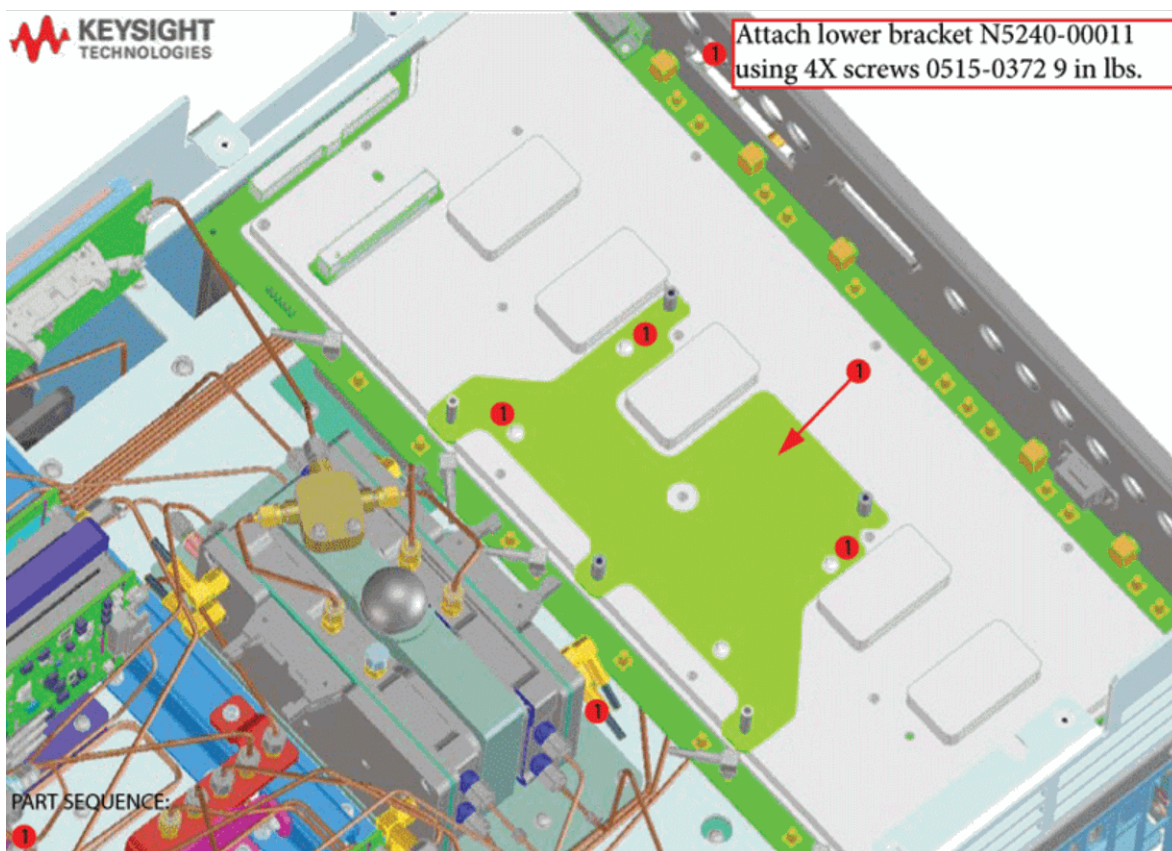 KEYSIGHT
TECHNOLOGIES
1
Attach lower bracket N5240-00011
using 4X screws 0515-0372 9 in lbs.
1
1
1
1
1
PART SEQUENCE:
1